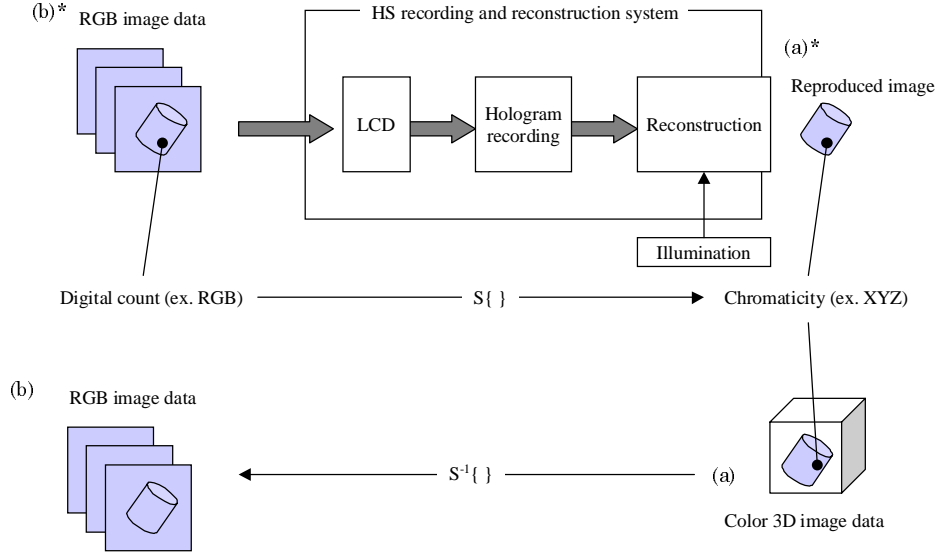 (b)*
RGB image data
HS recording and reconstruction system
(a)*
Reproduced image
LCD
Hologram
recording
Reconstruction
Illumination
Digital count (ex. RGB)
S{ }
Chromaticity (ex. XYZ)
(b)
RGB image data
S⁻¹{ }
(a)
Color 3D image data